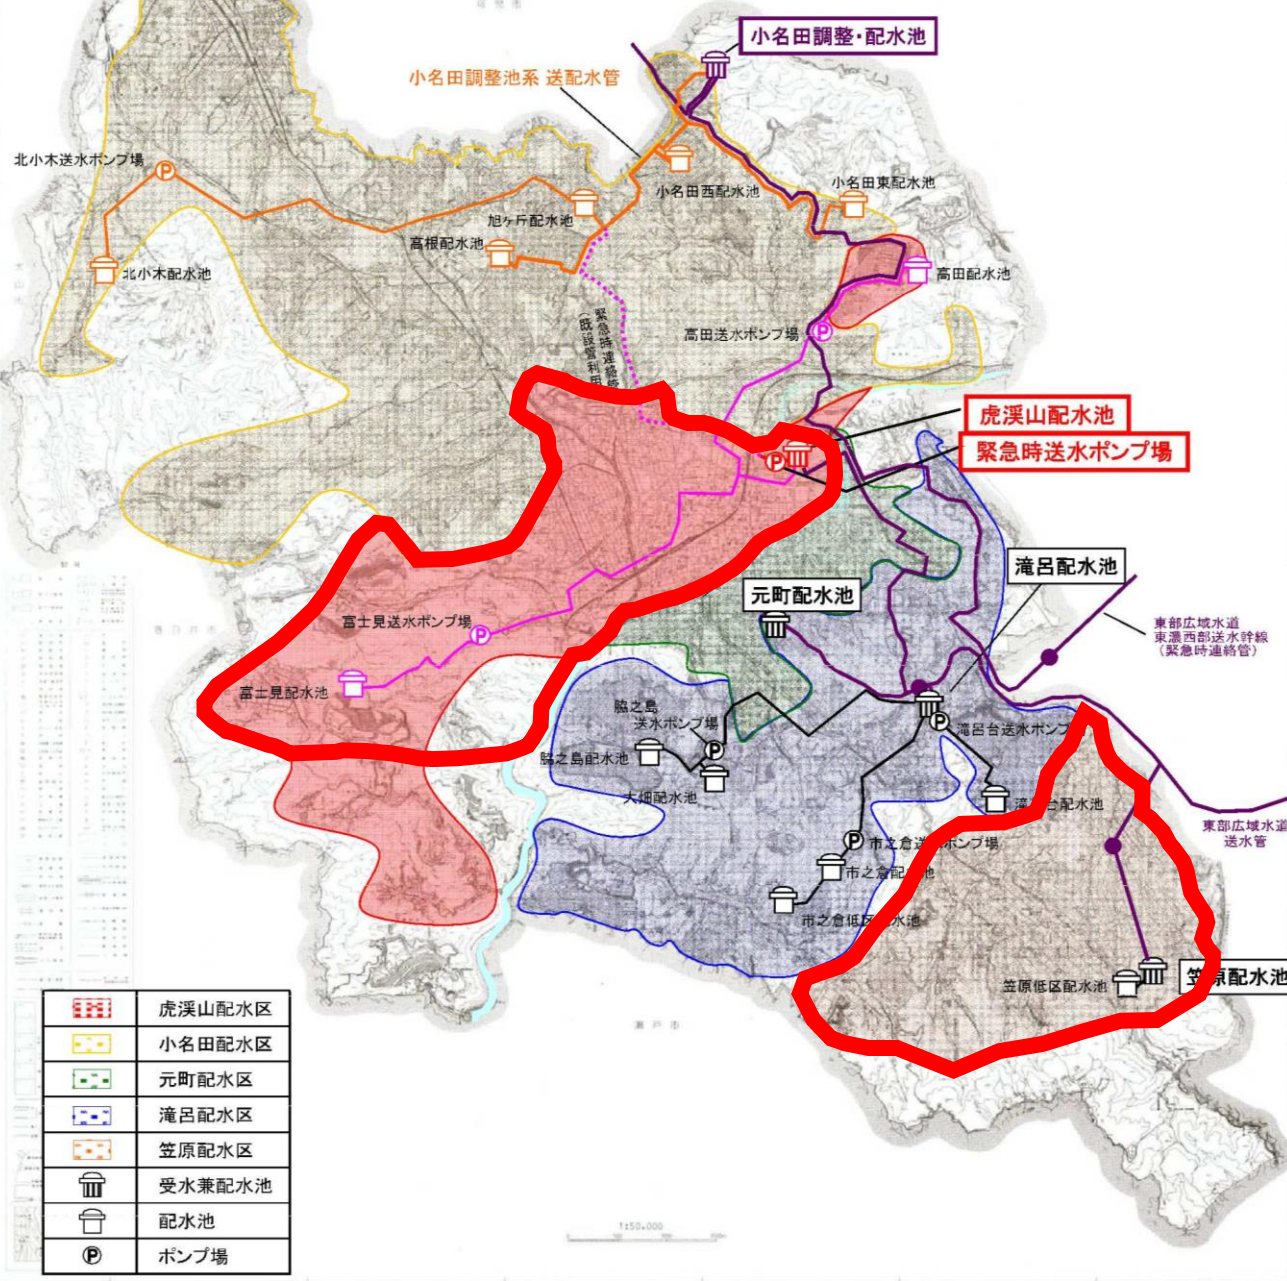 小名田調整・配水池
小名田調整池系 送配水管
北小木送水ポンプ場
小名田西配水池
小名田東配水池
旭ヶ丘配水池
高根配水池
北小木配水池
高田配水池
緊急時連絡管
(既設管利用
高田送水ポンプ場
虎渓山配水池
緊急時送水ポンプ場
滝呂配水池
元町配水池
東部広域水道
東濃西部送水幹線
(緊急時連絡管)
富士見送水ポンプ場
富士見配水池
脇之島
送水ポンプ場
滝呂台送水ポンプ
脇之島配水池
大畑配水池
滝 台配水池
東部広域水道
送水管
市之倉送 ポンプ場
市之倉配 池
市之倉低区 水池
笠原配水池
笠原低区配水池
瀬戸市
虎渓山配水区
小名田配水区
元町配水区
滝呂配水区
笠原配水区
受水兼配水池
配水池
P ポンプ場
1:50,000